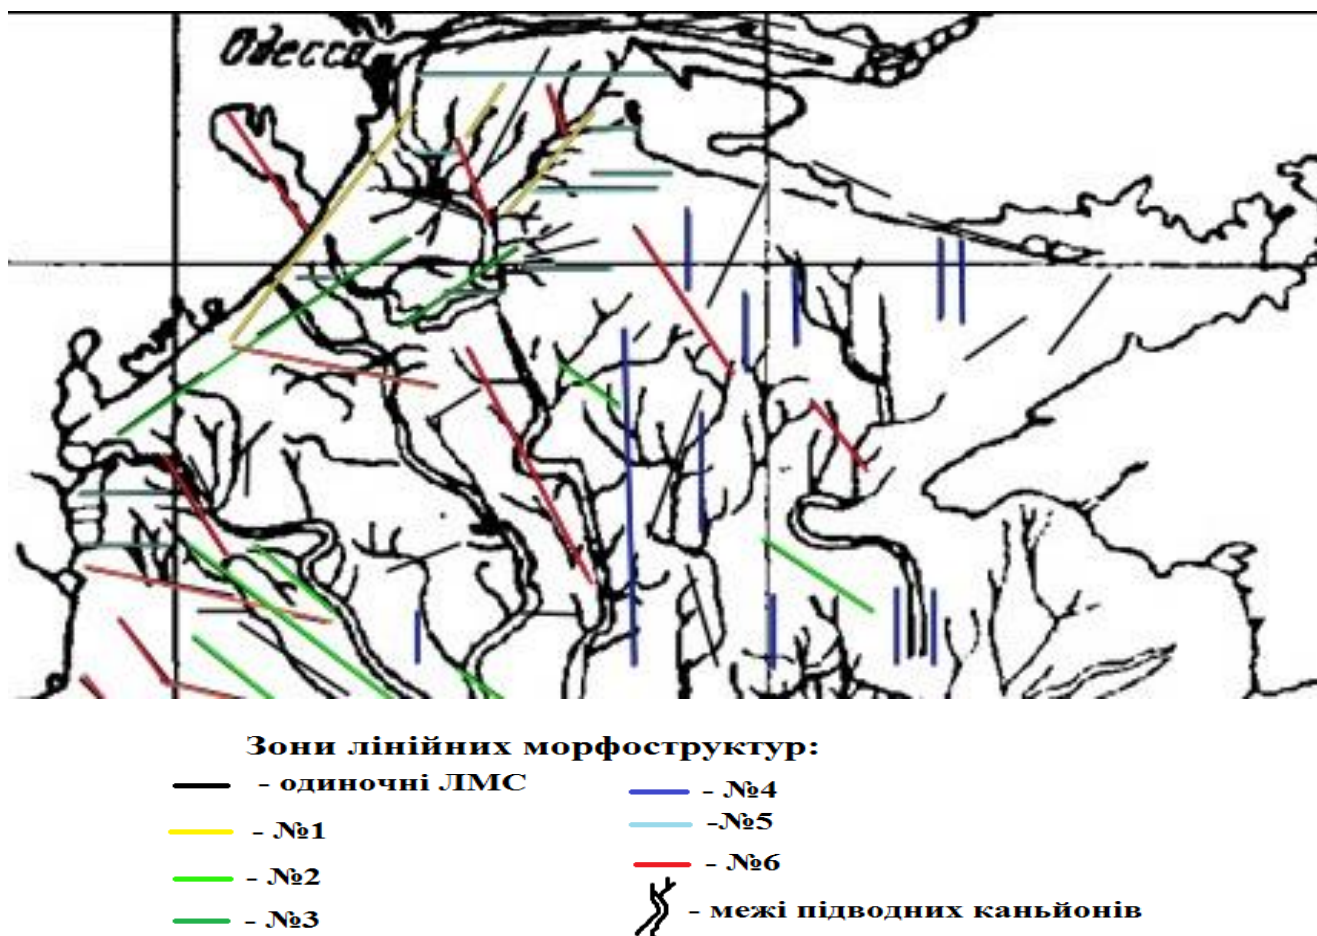 Одесса
Зони лінійних морфоструктур:
- одиночні ЛМС
- №1
- №2
- №3
- №4
-№5
- №6
- межі підводних каньйонів